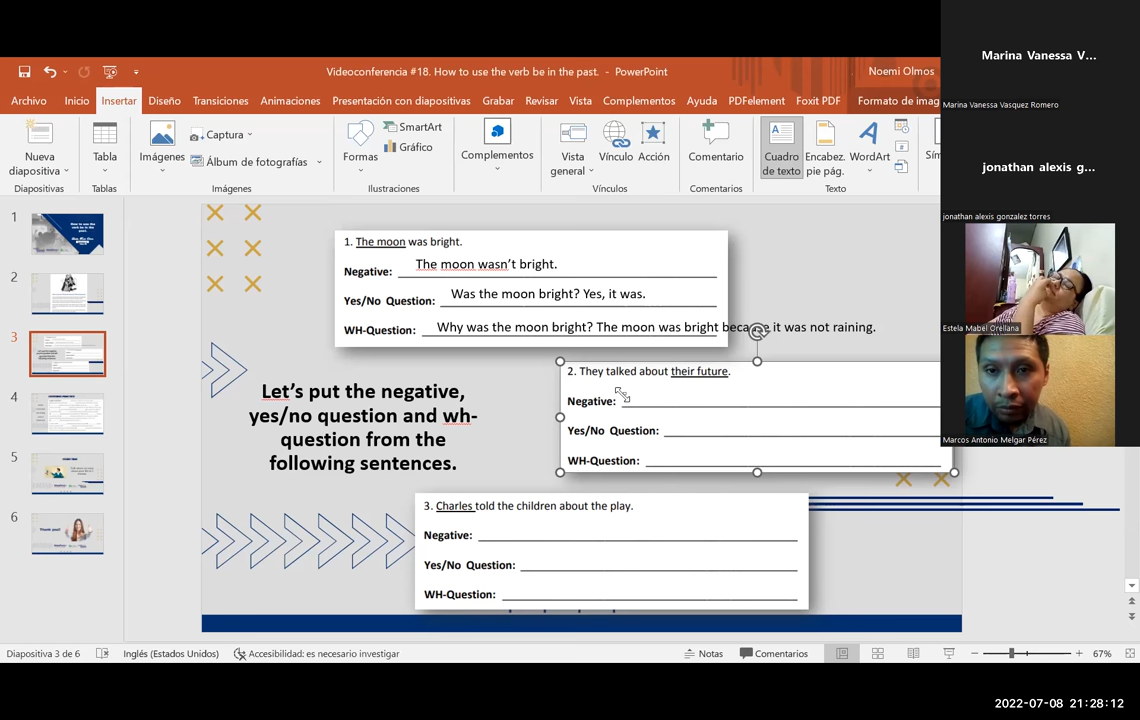 Videoconferencia #18. How to use the verb be in the past. - PowerPoint
Noemi Olmos
Archivo Inicio Insertar Diseño Transiciones Animaciones Presentación con diapositivas Grabar Revisar Vista Complementos Ayuda PDFelement Foxit PDF Formato de imag
Nueva diapositiva
Tabla
Imágenes
Captura
Álbum de fotografías
Formas
SmartArt
Gráfico
Complementos
Vista general
Vínculo
Acción
Comentario
Cuadro de texto
Encabez. pie pág.
WordArt
Diapositivas Tablas Imágenes Ilustraciones Vínculos Comentarios Texto
1
2
3
4
5
6
1. The moon was bright.
Negative: The moon wasn't bright.
Yes/No Question: Was the moon bright? Yes, it was.
WH-Question: Why was the moon bright? The moon was bright because it was not raining.
Let's put the negative,
yes/no question and wh-
question from the
following sentences.
2. They talked about their future.
Negative:
Yes/No Question:
WH-Question:
3. Charles told the children about the play.
Negative:
Yes/No Question:
WH-Question:
Marina Vanessa V...
Marina Vanessa Vasquez Romero
jonathan alexis g...
jonathan alexis gonzalez torres
Estela Mabel Orellana
Marcos Antonio Melgar Pérez
Diapositiva 3 de 6 Inglés (Estados Unidos) Accesibilidad: es necesario investigar Notas Comentarios 67%
2022-07-08 21:28:12